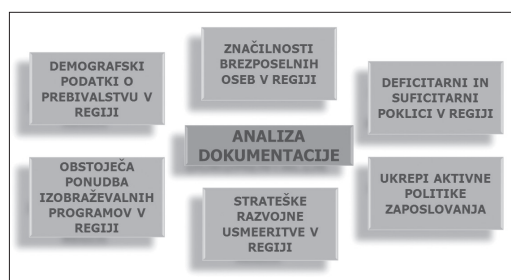 DEMOGRAFSKI
PODATKI O
PREBIVALSTVU V
REGIJI
ZNAČILNOSTI
BREZPOSELNIH
OSEB V REGIJI
DEFICITARNI IN
SUFICITARNI
POKLICI V REGIJI
ANALIZA
DOKUMENTACIJE
OBSTOJEČA
PONUDBA
IZOBRAŽEVALNIH
PROGRAMOV V
REGIJI
STRATEŠKE
RAZVOJNE
USMEERITVE V
REGIJI
UKREPI AKTIVNE
POLITIKE
ZAPOSLOVANJA